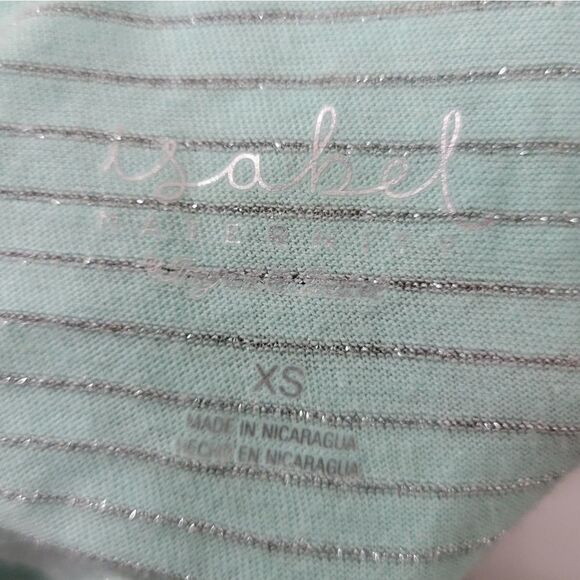 isabel
MATERNITY
XS
MADE IN NICARAGUA
HECHO EN NICARAGUA